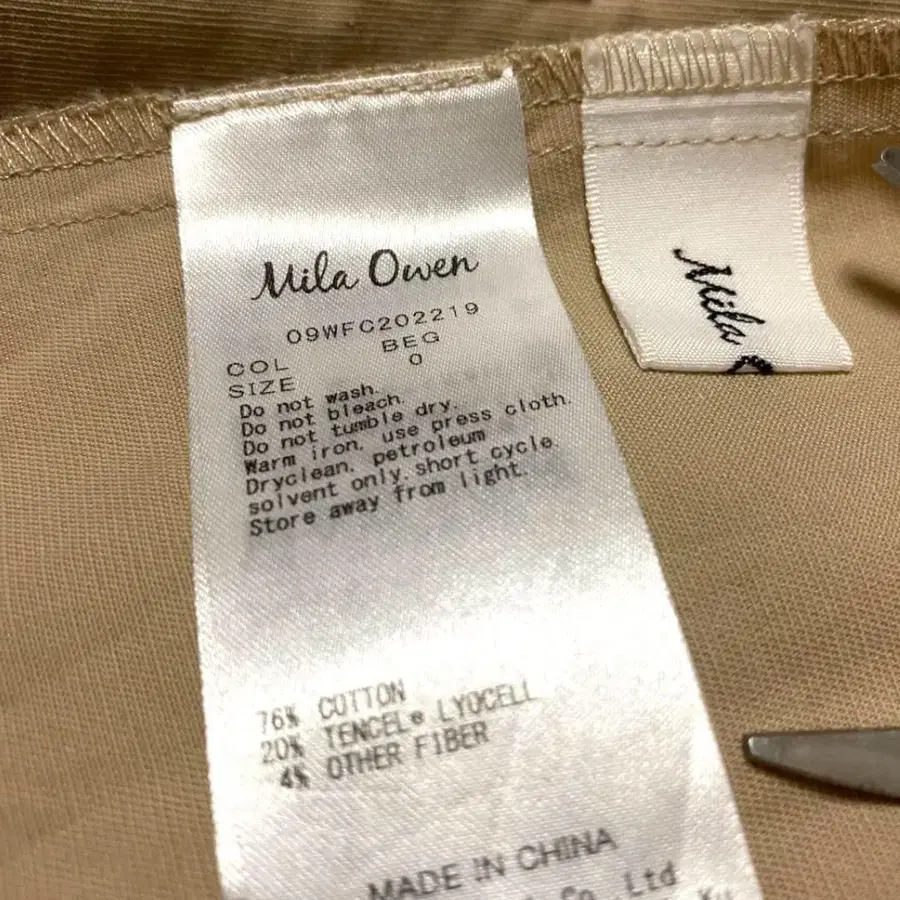 Mila Owen
09WFC202219
COL BEG
SIZE 0
Do not wash.
Do not bleach.
Do not tumble dry.
Warm iron, use press cloth.
Dryclean, petroleum
solvent only, short cycle
Store away from light.
76% COTTON
20% TENCEL® LYOCELL
4% OTHER FIBER
MADE IN CHINA
Co., Ltd
Mila